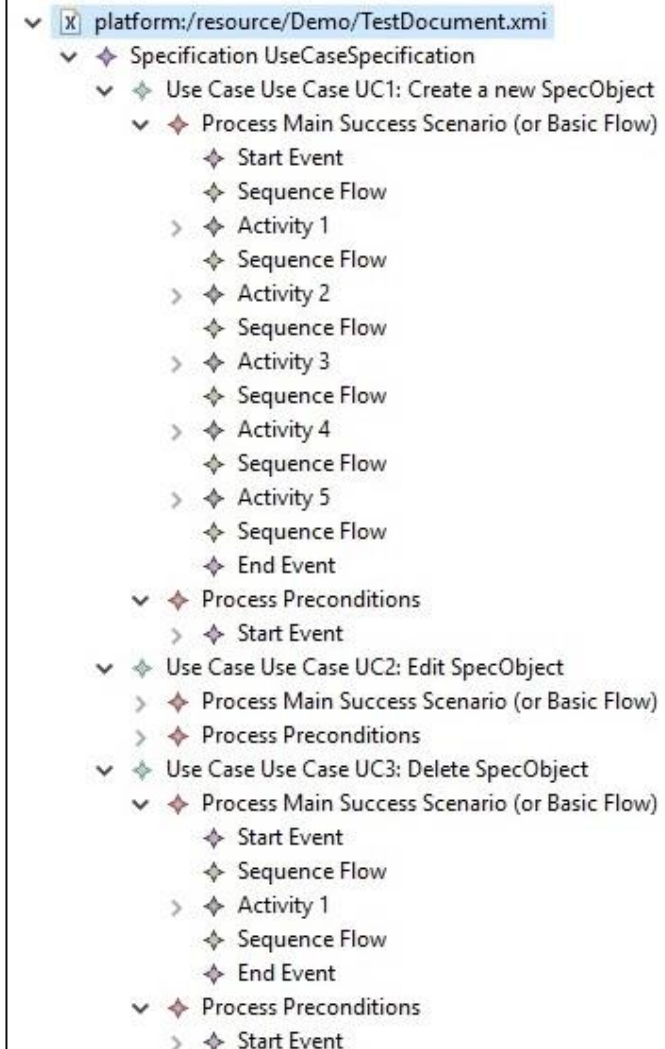 platform:/resource/Demo/TestDocument.xmi
Specification UseCaseSpecification
Use Case Use Case UC1: Create a new SpecObject
Process Main Success Scenario (or Basic Flow)
Start Event
Sequence Flow
Activity 1
Sequence Flow
Activity 2
Sequence Flow
Activity 3
Sequence Flow
Activity 4
Sequence Flow
Activity 5
Sequence Flow
End Event
Process Preconditions
Start Event
Use Case Use Case UC2: Edit SpecObject
Process Main Success Scenario (or Basic Flow)
Process Preconditions
Use Case Use Case UC3: Delete SpecObject
Process Main Success Scenario (or Basic Flow)
Start Event
Sequence Flow
Activity 1
Sequence Flow
End Event
Process Preconditions
Start Event